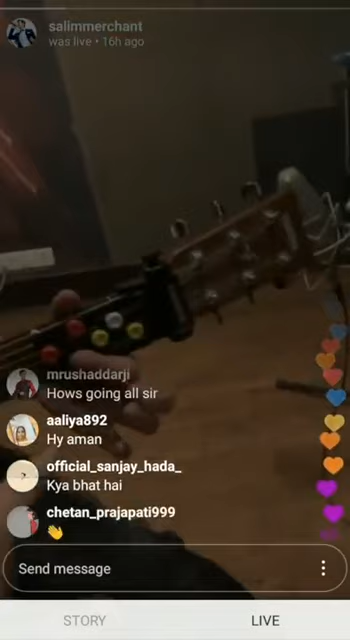 salimmerchant
was live • 16h ago
mrushaddarji
Hows going all sir
aaliya892
Hy aman
official_sanjay_hada_
Kya bhat hai
chetan_prajapati999
👋
Send message
STORY
LIVE